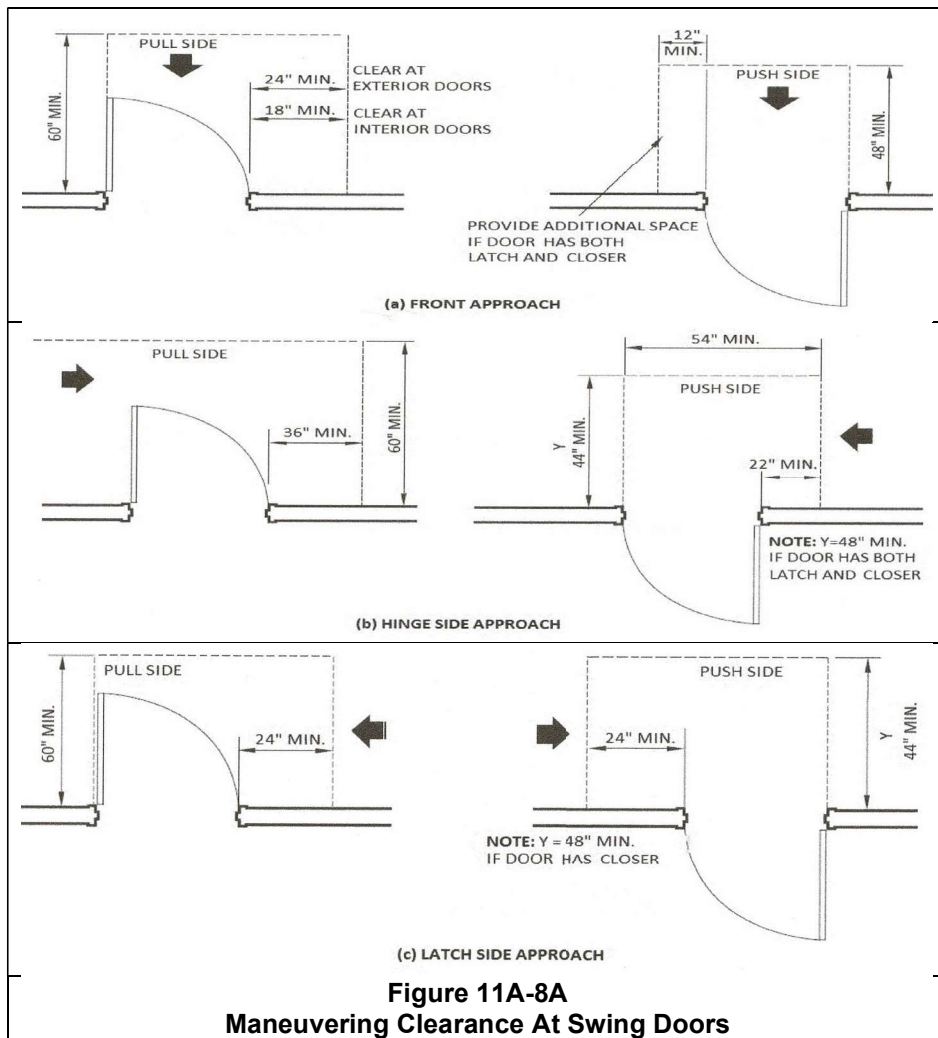 PULL SIDE
60" MIN.
24" MIN.
CLEAR AT
EXTERIOR DOORS
18" MIN.
CLEAR AT
INTERIOR DOORS
12"
MIN.
PUSH SIDE
48" MIN.
PROVIDE ADDITIONAL SPACE
IF DOOR HAS BOTH
LATCH AND CLOSER
(a) FRONT APPROACH
PULL SIDE
36" MIN.
60" MIN.
54" MIN.
PUSH SIDE
Y
44" MIN.
22" MIN.
NOTE: Y=48" MIN.
IF DOOR HAS BOTH
LATCH AND CLOSER
(b) HINGE SIDE APPROACH
PULL SIDE
60" MIN.
24" MIN.
PUSH SIDE
24" MIN.
Y
44" MIN.
NOTE: Y = 48" MIN.
IF DOOR HAS CLOSER
(c) LATCH SIDE APPROACH
Figure 11A-8A
Maneuvering Clearance At Swing Doors